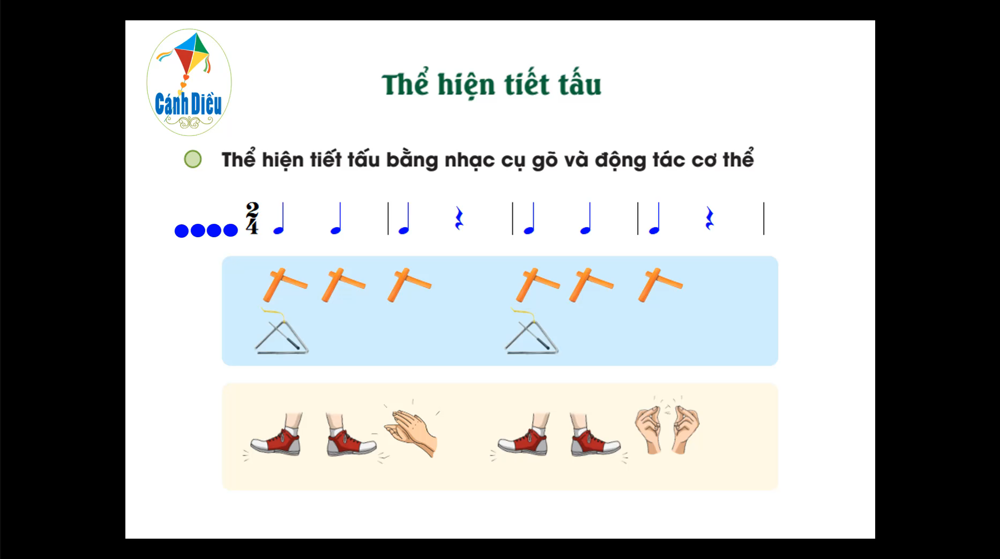 Cánh Diều
Thể hiện tiết tấu
Thể hiện tiết tấu bằng nhạc cụ gõ và động tác cơ thể
2
4